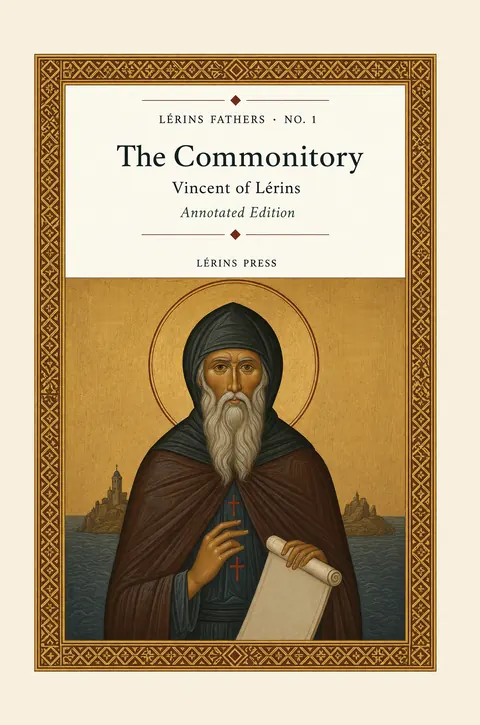 LÉRINS FATHERS · NO. 1
The Commonitory
Vincent of Lérins
Annotated Edition
LÉRINS PRESS